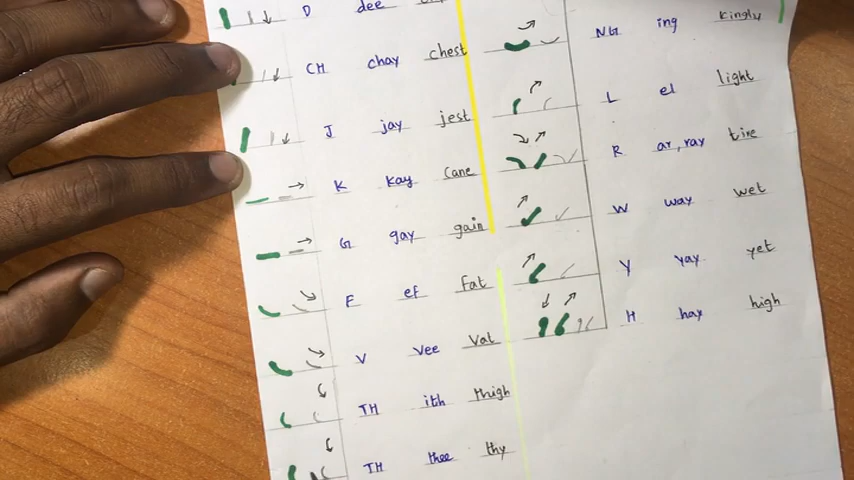 D dee
CH chay chest
J jay jest
K kay cane
G gay gain
F ef fat
V vee vat
TH ith thigh
TH thee thy
NG ing kingly
L el light
R ar, ray tire
W way wet
Y yay yet
H hay high